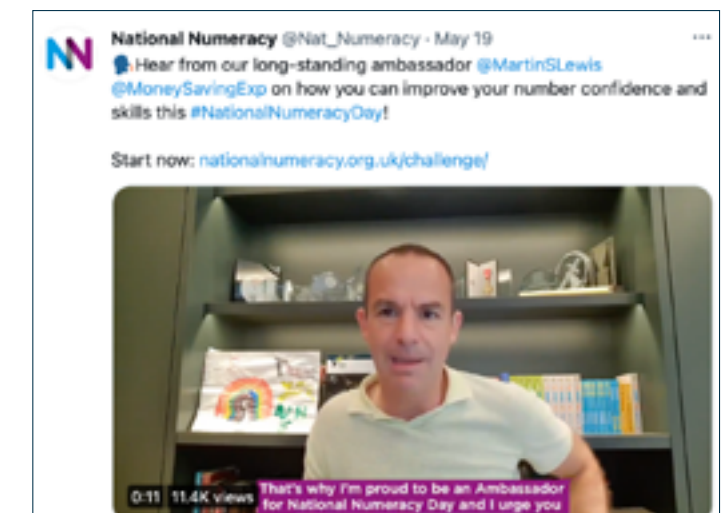 NN
National Numeracy @Nat_Numeracy · May 19
Hear from our long-standing ambassador @MartinSLewis
@MoneySavingExp on how you can improve your number confidence and
skills this #NationalNumeracyDay!
Start now: nationalnumeracy.org.uk/challenge/
0:11 11.4K views
That's why I'm proud to be an Ambassador
for National Numeracy Day and I urge you